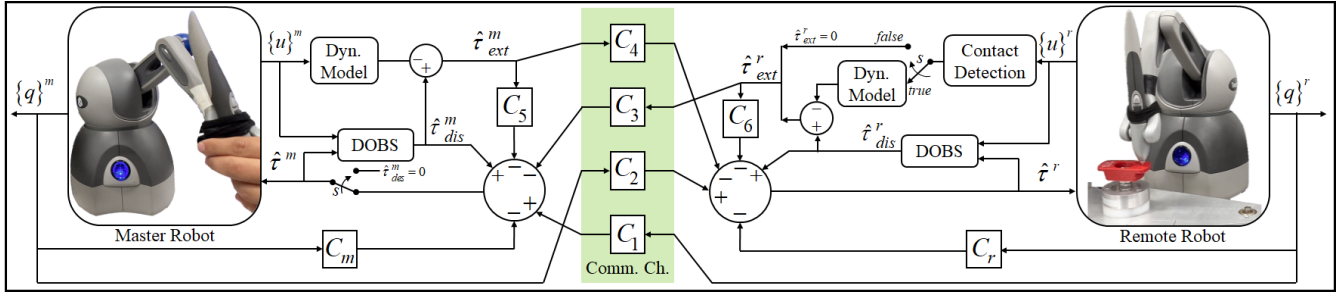 {q}^m
Master Robot
{u}^m
Dyn.
Model
−
+
τ̂^m_ext
C_5
DOBS
τ̂^m_dis
τ̂^m
s
τ̂^m_des = 0
C_m
+
−
−
−
+
C_4
C_3
C_2
C_1
Comm. Ch.
τ̂^r_ext = 0
false
τ̂^r_ext
s
true
Dyn.
Model
Contact
Detection
{u}^r
−
+
C_6
τ̂^r_dis
DOBS
τ̂^r
−
−
+
+
−
C_r
Remote Robot
{q}^r